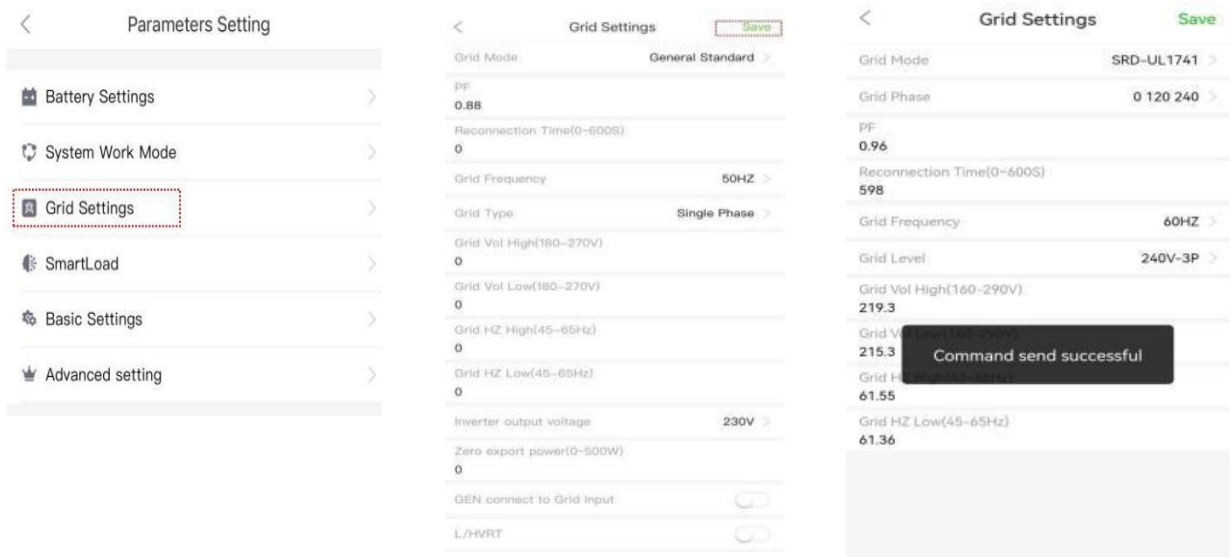 Parameters Setting
Battery Settings
System Work Mode
Grid Settings
SmartLoad
Basic Settings
Advanced setting
Grid Settings Save
Grid Mode General Standard
PF
0.88
Reconnection Time(0~600S)
0
Grid Frequency 50HZ
Grid Type Single Phase
Grid Vol High(180~270V)
0
Grid Vol Low(180~270V)
0
Grid HZ High(45~65Hz)
0
Grid HZ Low(45~65Hz)
0
Inverter output voltage 230V
Zero export power(0~500W)
0
GEN connect to Grid input
L/HVRT
Grid Settings Save
Grid Mode SRD-UL1741
Grid Phase 0 120 240
PF
0.96
Reconnection Time(0~600S)
598
Grid Frequency 60HZ
Grid Level 240V-3P
Grid Vol High(160~290V)
219.3
Grid
215.3
Command send successful
Grid
61.55
Grid HZ Low(45~65Hz)
61.36